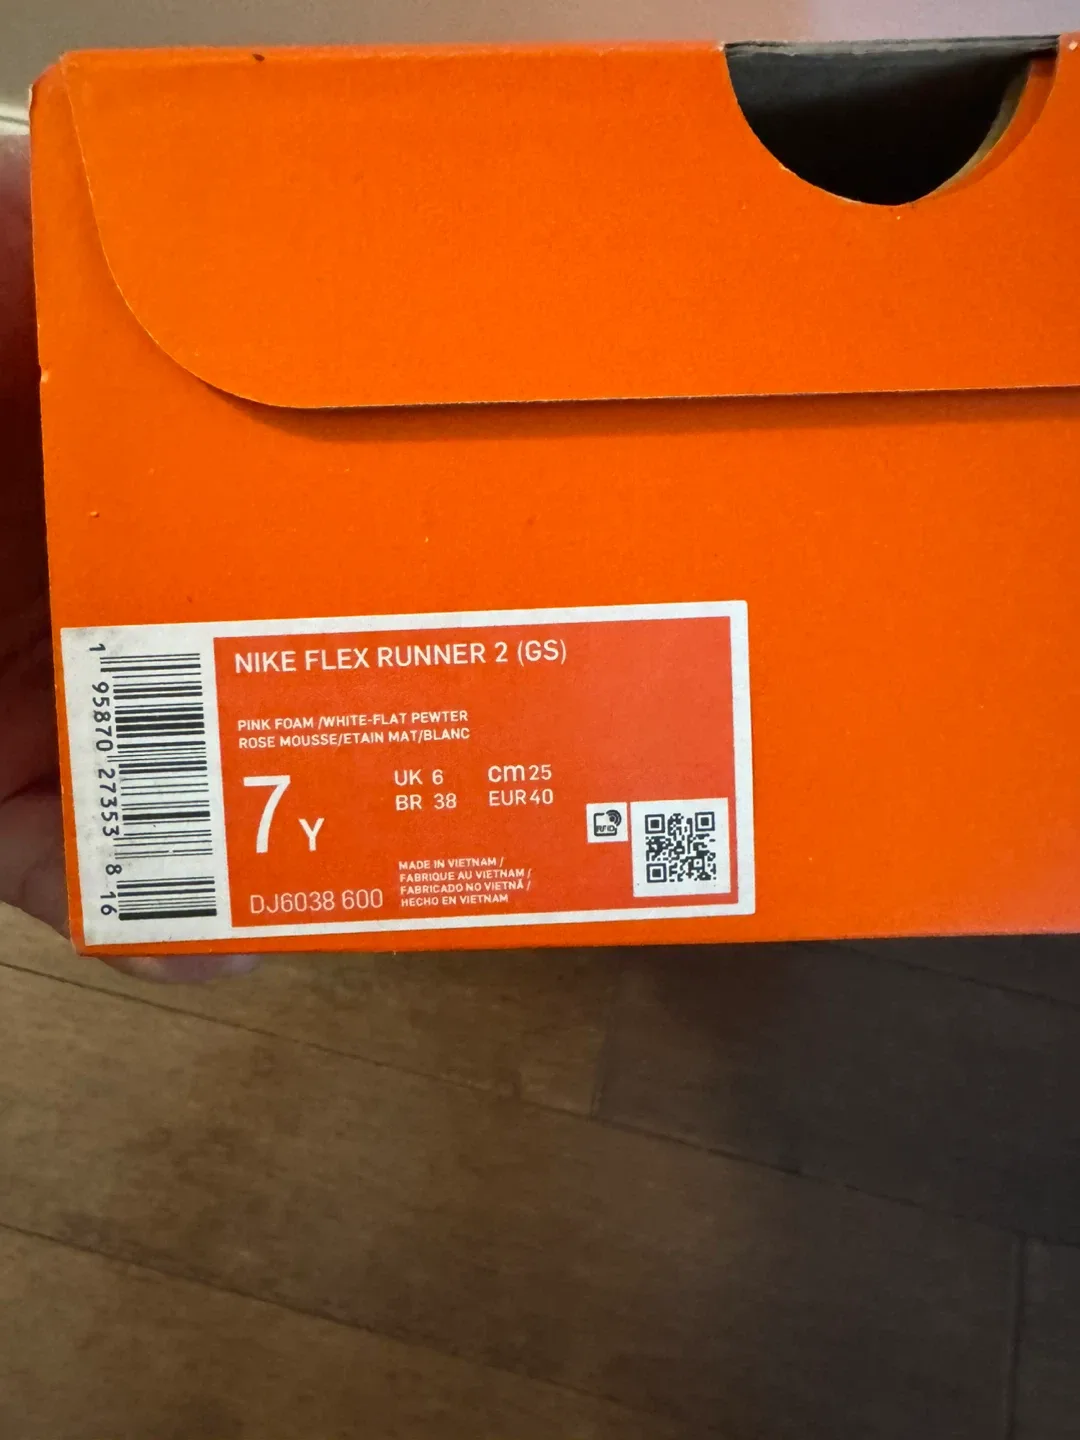 NIKE FLEX RUNNER 2 (GS)
PINK FOAM /WHITE-FLAT PEWTER
ROSE MOUSSE/ETAIN MAT/BLANC
7Y
UK 6 cm 25
BR 38 EUR 40
MADE IN VIETNAM /
FABRIQUE AU VIETNAM /
FABRICADO NO VIETNÃ /
HECHO EN VIETNAM
DJ6038 600
RFID
1 95870 27353 8 16